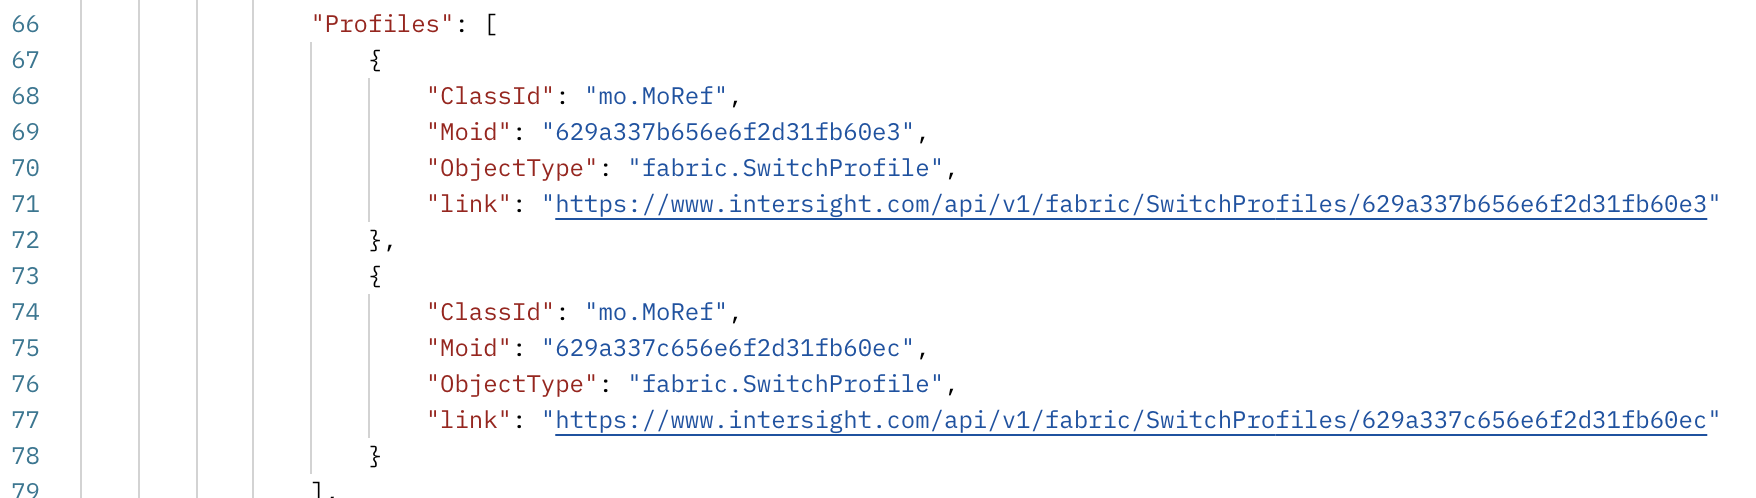 66 "Profiles": [
67 {
68 "ClassId": "mo.MoRef",
69 "Moid": "629a337b656e6f2d31fb60e3",
70 "ObjectType": "fabric.SwitchProfile",
71 "link": "https://www.intersight.com/api/v1/fabric/SwitchProfiles/629a337b656e6f2d31fb60e3"
72 },
73 {
74 "ClassId": "mo.MoRef",
75 "Moid": "629a337c656e6f2d31fb60ec",
76 "ObjectType": "fabric.SwitchProfile",
77 "link": "https://www.intersight.com/api/v1/fabric/SwitchProfiles/629a337c656e6f2d31fb60ec"
78 }
79 ],